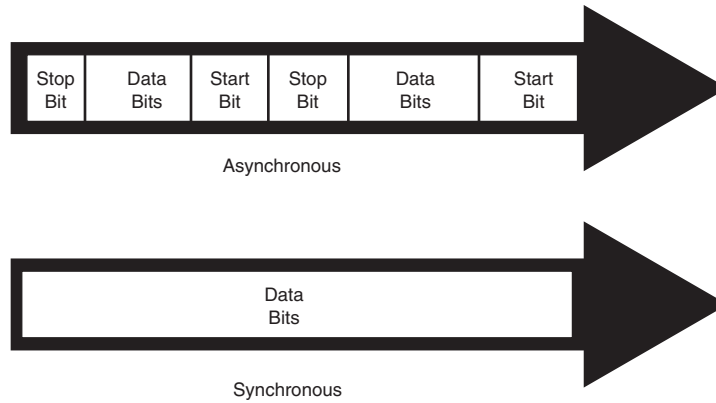 Stop Data Start Stop Data Start
Bit Bits Bit Bit Bits Bit
Asynchronous
Data
Bits
Synchronous